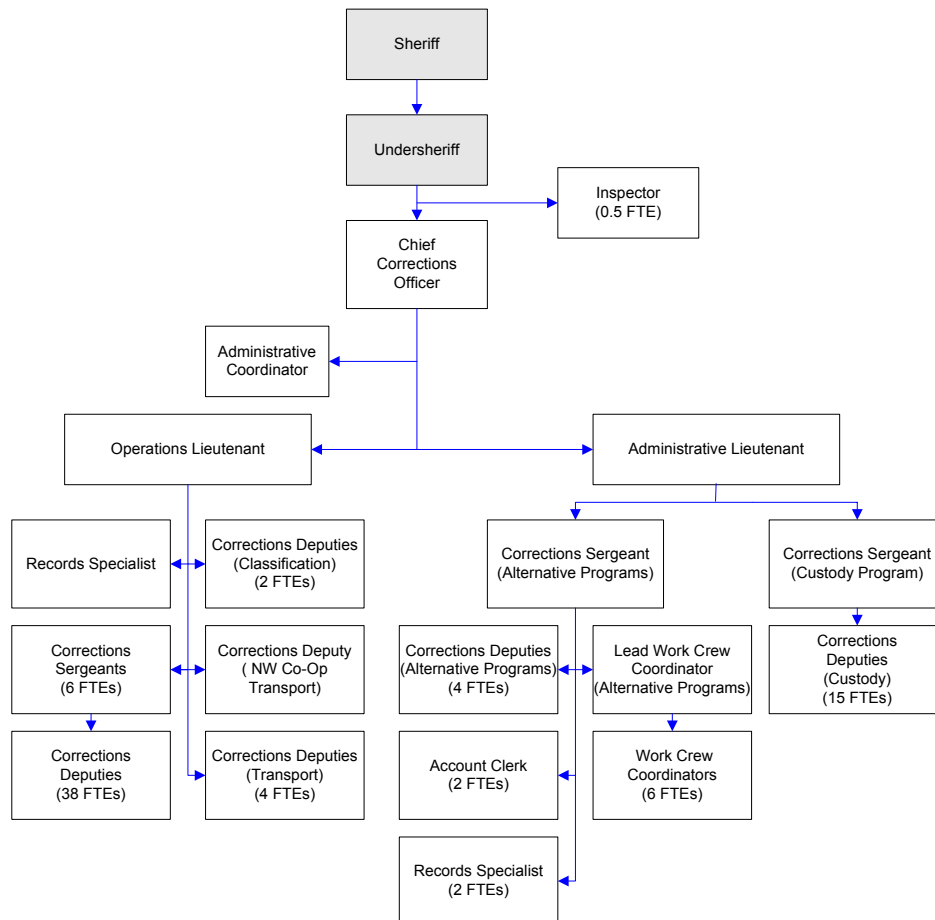 Sheriff
Undersheriff
Inspector
(0.5 FTE)
Chief
Corrections
Officer
Administrative
Coordinator
Operations Lieutenant
Administrative Lieutenant
Records Specialist
Corrections Deputies
(Classification)
(2 FTEs)
Corrections Sergeant
(Alternative Programs)
Corrections Sergeant
(Custody Program)
Corrections
Sergeants
(6 FTEs)
Corrections Deputy
( NW Co-Op
Transport)
Corrections Deputies
(Alternative Programs)
(4 FTEs)
Lead Work Crew
Coordinator
(Alternative Programs)
Corrections
Deputies
(Custody)
(15 FTEs)
Corrections
Deputies
(38 FTEs)
Corrections Deputies
(Transport)
(4 FTEs)
Account Clerk
(2 FTEs)
Work Crew
Coordinators
(6 FTEs)
Records Specialist
(2 FTEs)